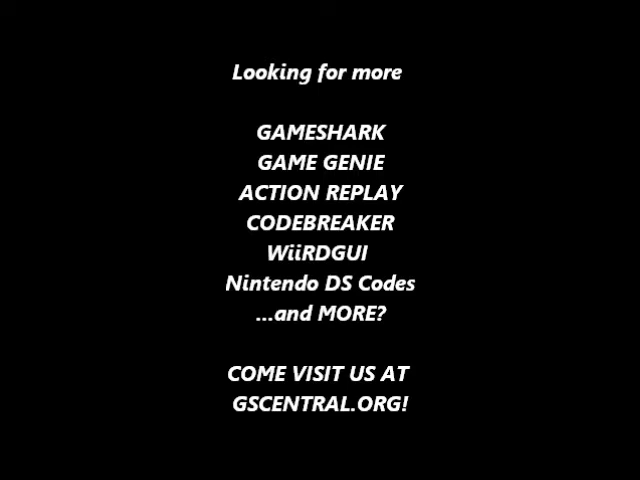 Looking for more
GAMESHARK
GAME GENIE
ACTION REPLAY
CODEBREAKER
WiiRDGUI
Nintendo DS Codes
...and MORE?
COME VISIT US AT
GSCENTRAL.ORG!